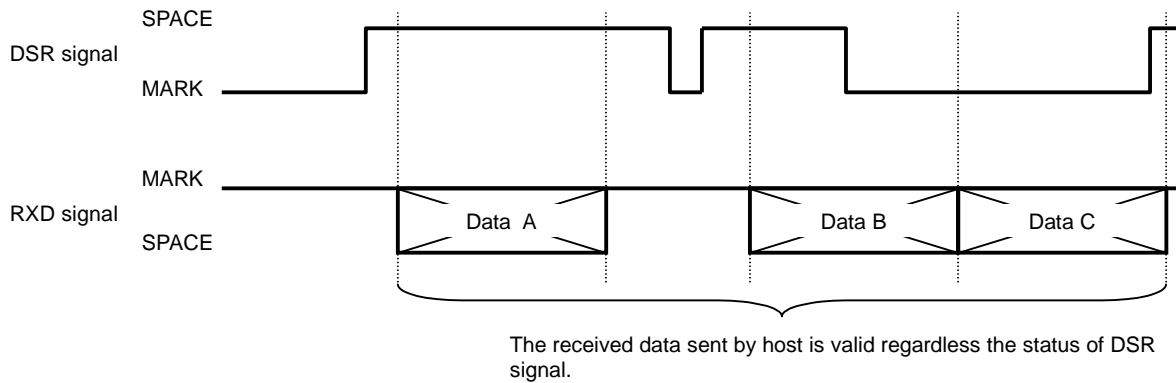 SPACE
DSR signal
MARK
MARK
RXD signal
SPACE
Data A
Data B
Data C
The received data sent by host is valid regardless the status of DSR
signal.